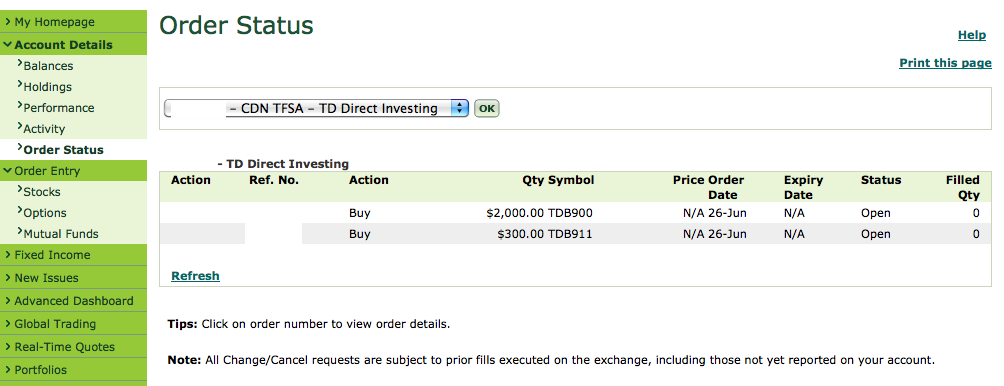 My Homepage
Account Details
Balances
Holdings
Performance
Activity
Order Status
Order Entry
Stocks
Options
Mutual Funds
Fixed Income
New Issues
Advanced Dashboard
Global Trading
Real-Time Quotes
Portfolios
Order Status
Help
Print this page
– CDN TFSA – TD Direct Investing OK
- TD Direct Investing
Action Ref. No. Action Qty Symbol Price Order Expiry Status Filled
Date Date Qty
Buy $2,000.00 TDB900 N/A 26-Jun N/A Open 0
Buy $300.00 TDB911 N/A 26-Jun N/A Open 0
Refresh
Tips: Click on order number to view order details.
Note: All Change/Cancel requests are subject to prior fills executed on the exchange, including those not yet reported on your account.